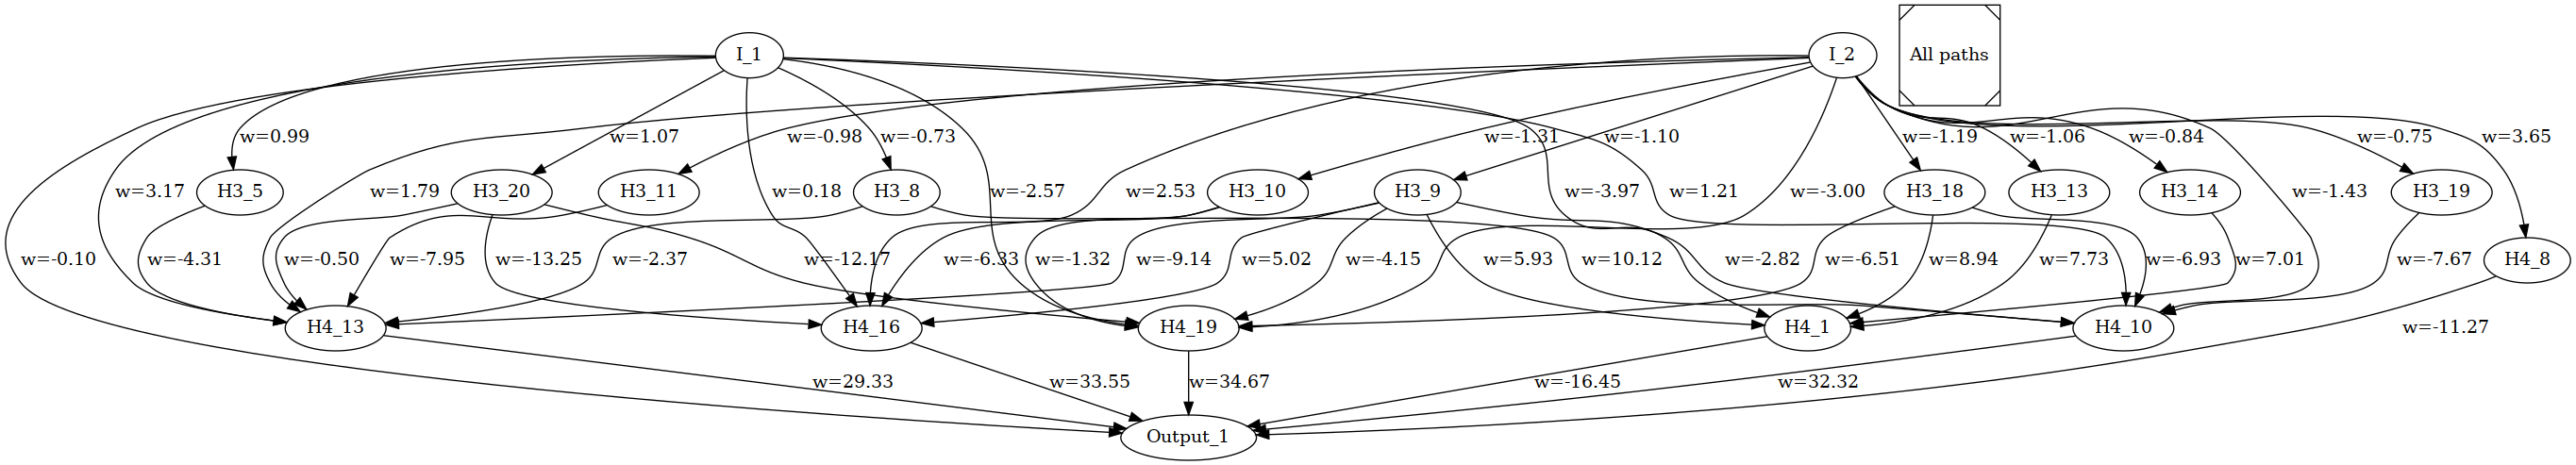 I_1
I_2
All paths
w=0.99
w=1.07
w=-0.98
w=-0.73
w=-1.31
w=-1.10
w=-1.19
w=-1.06
w=-0.84
w=-0.75
w=3.65
w=3.17
H3_5
w=1.79
H3_20
H3_11
w=0.18
H3_8
w=-2.57
w=2.53
H3_10
H3_9
w=-3.97
w=1.21
w=-3.00
H3_18
H3_13
H3_14
w=-1.43
H3_19
w=-0.10
w=-4.31
w=-0.50
w=-7.95
w=-13.25
w=-2.37
w=-12.17
w=-6.33
w=-1.32
w=-9.14
w=5.02
w=-4.15
w=5.93
w=10.12
w=-2.82
w=-6.51
w=8.94
w=7.73
w=-6.93
w=7.01
w=-7.67
H4_8
H4_13
H4_16
H4_19
H4_1
H4_10
w=-11.27
w=29.33
w=33.55
w=34.67
w=-16.45
w=32.32
Output_1